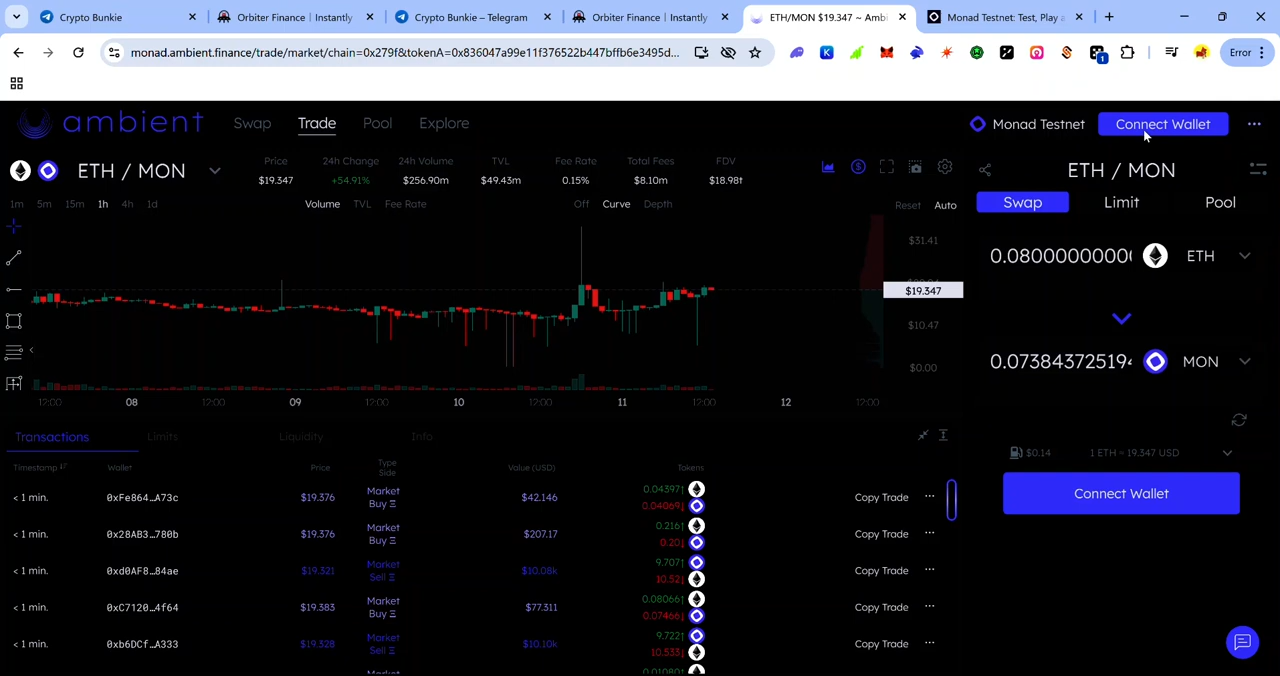 Crypto Bunkie
Orbiter Finance | Instantly
Crypto Bunkie – Telegram
Orbiter Finance | Instantly
ETH/MON $19.347 ~ Ambi
Monad Testnet: Test, Play a
monad.ambient.finance/trade/market/chain=0x279f&tokenA=0x836047a99e11f376522b447bffb6e3495d...
1
Error
ambient
Swap
Trade
Pool
Explore
Monad Testnet
Connect Wallet
ETH / MON
Price
24h Change
24h Volume
TVL
Fee Rate
Total Fees
FDV
$19.347
+54.91%
$256.90m
$49.43m
0.15%
$8.10m
$18.98t
1m 5m 15m 1h 4h 1d
Volume TVL Fee Rate
Off Curve Depth
Reset Auto
$31.41
$19.347
$10.47
$0.00
12:00 08 12:00 09 12:00 10 12:00 11 12:00 12 12:00
ETH / MON
Swap
Limit
Pool
0.0800000000
ETH
0.0738437251
MON
$0.14
1 ETH ≈ 19.347 USD
Connect Wallet
Transactions
Limits
Liquidity
Info
Timestamp
Wallet
Price
Type
Side
Value (USD)
Tokens
< 1 min. 0xFe864…A73c $19.376 Market $42.146 0.04397↑ Copy Trade ...
Buy Ξ 0.04069↓
< 1 min. 0x28AB3…780b $19.376 Market $207.17 0.216↑ Copy Trade ...
Buy Ξ 0.20↓
< 1 min. 0xd0AF8…84ae $19.321 Market $10.08k 9.707↑ Copy Trade ...
Sell Ξ 10.52↓
< 1 min. 0xC7120…4f64 $19.383 Market $77.311 0.08066↑ Copy Trade ...
Buy Ξ 0.07466↓
< 1 min. 0xb6DCf…A333 $19.328 Market $10.10k 9.722↑ Copy Trade ...
Sell Ξ 10.533↓